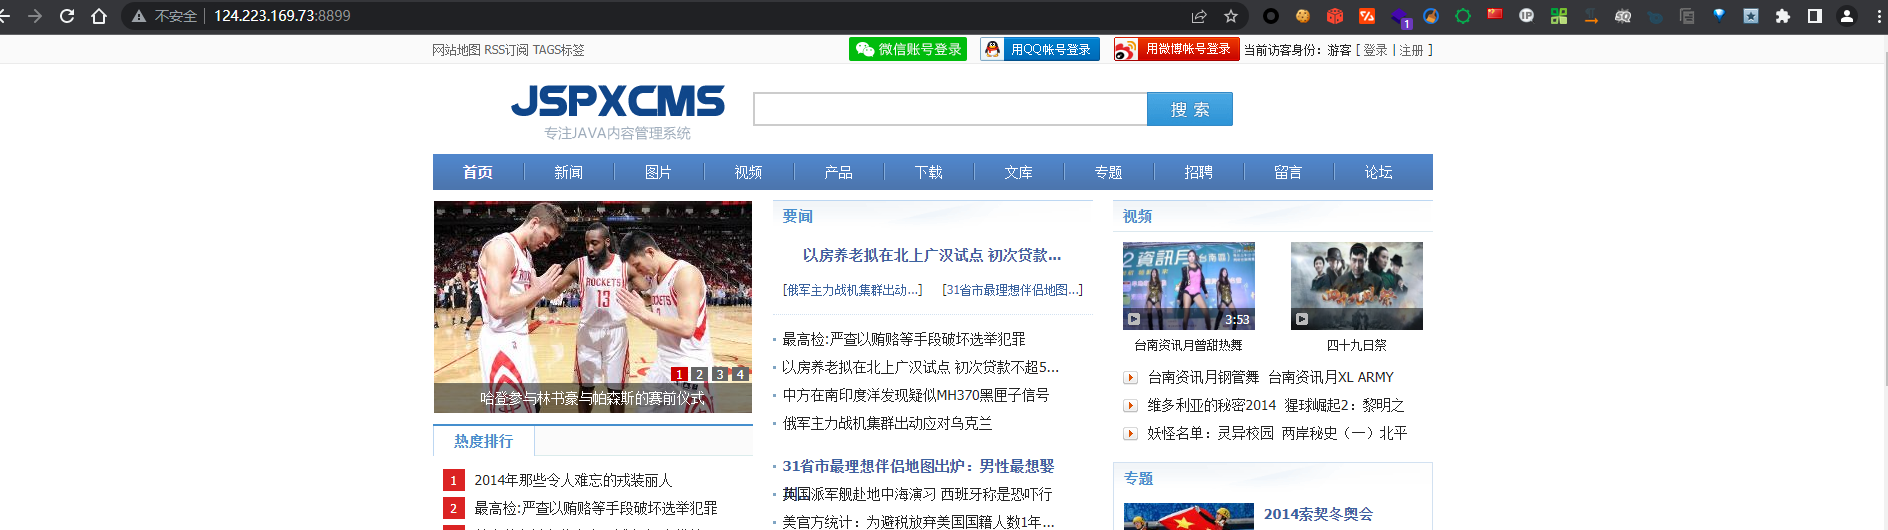 不安全 124.223.169.73:8899
网站地图 RSS订阅 TAGS标签
微信账号登录 用QQ帐号登录 用微博帐号登录 当前访客身份：游客 [ 登录 | 注册 ]
JSPXCMS
专注JAVA内容管理系统
搜 索
首页 新闻 图片 视频 产品 下载 文库 专题 招聘 留言 论坛
1 2 3 4
哈登参与林书豪与帕森斯的赛前仪式
热度排行
1 2014年那些令人难忘的戎装丽人
2 最高检:严查以贿赂等手段破坏选举犯罪
要闻
以房养老拟在北上广汉试点 初次贷款...
[俄军主力战机集群出动...] [31省市最理想伴侣地图...]
最高检:严查以贿赂等手段破坏选举犯罪
以房养老拟在北上广汉试点 初次贷款不超5...
中方在南印度洋发现疑似MH370黑匣子信号
俄军主力战机集群出动应对乌克兰
31省市最理想伴侣地图出炉：男性最想娶
英国派军舰赴地中海演习 西班牙称是恐吓行
美官方统计：为避税放弃美国国籍人数1年...
视频
3:53
台南资讯月曾甜热舞 四十九日祭
台南资讯月钢管舞 台南资讯月XL ARMY
维多利亚的秘密2014 猩球崛起2：黎明之
妖怪名单：灵异校园 两岸秘史（一）北平
专题
2014索契冬奥会